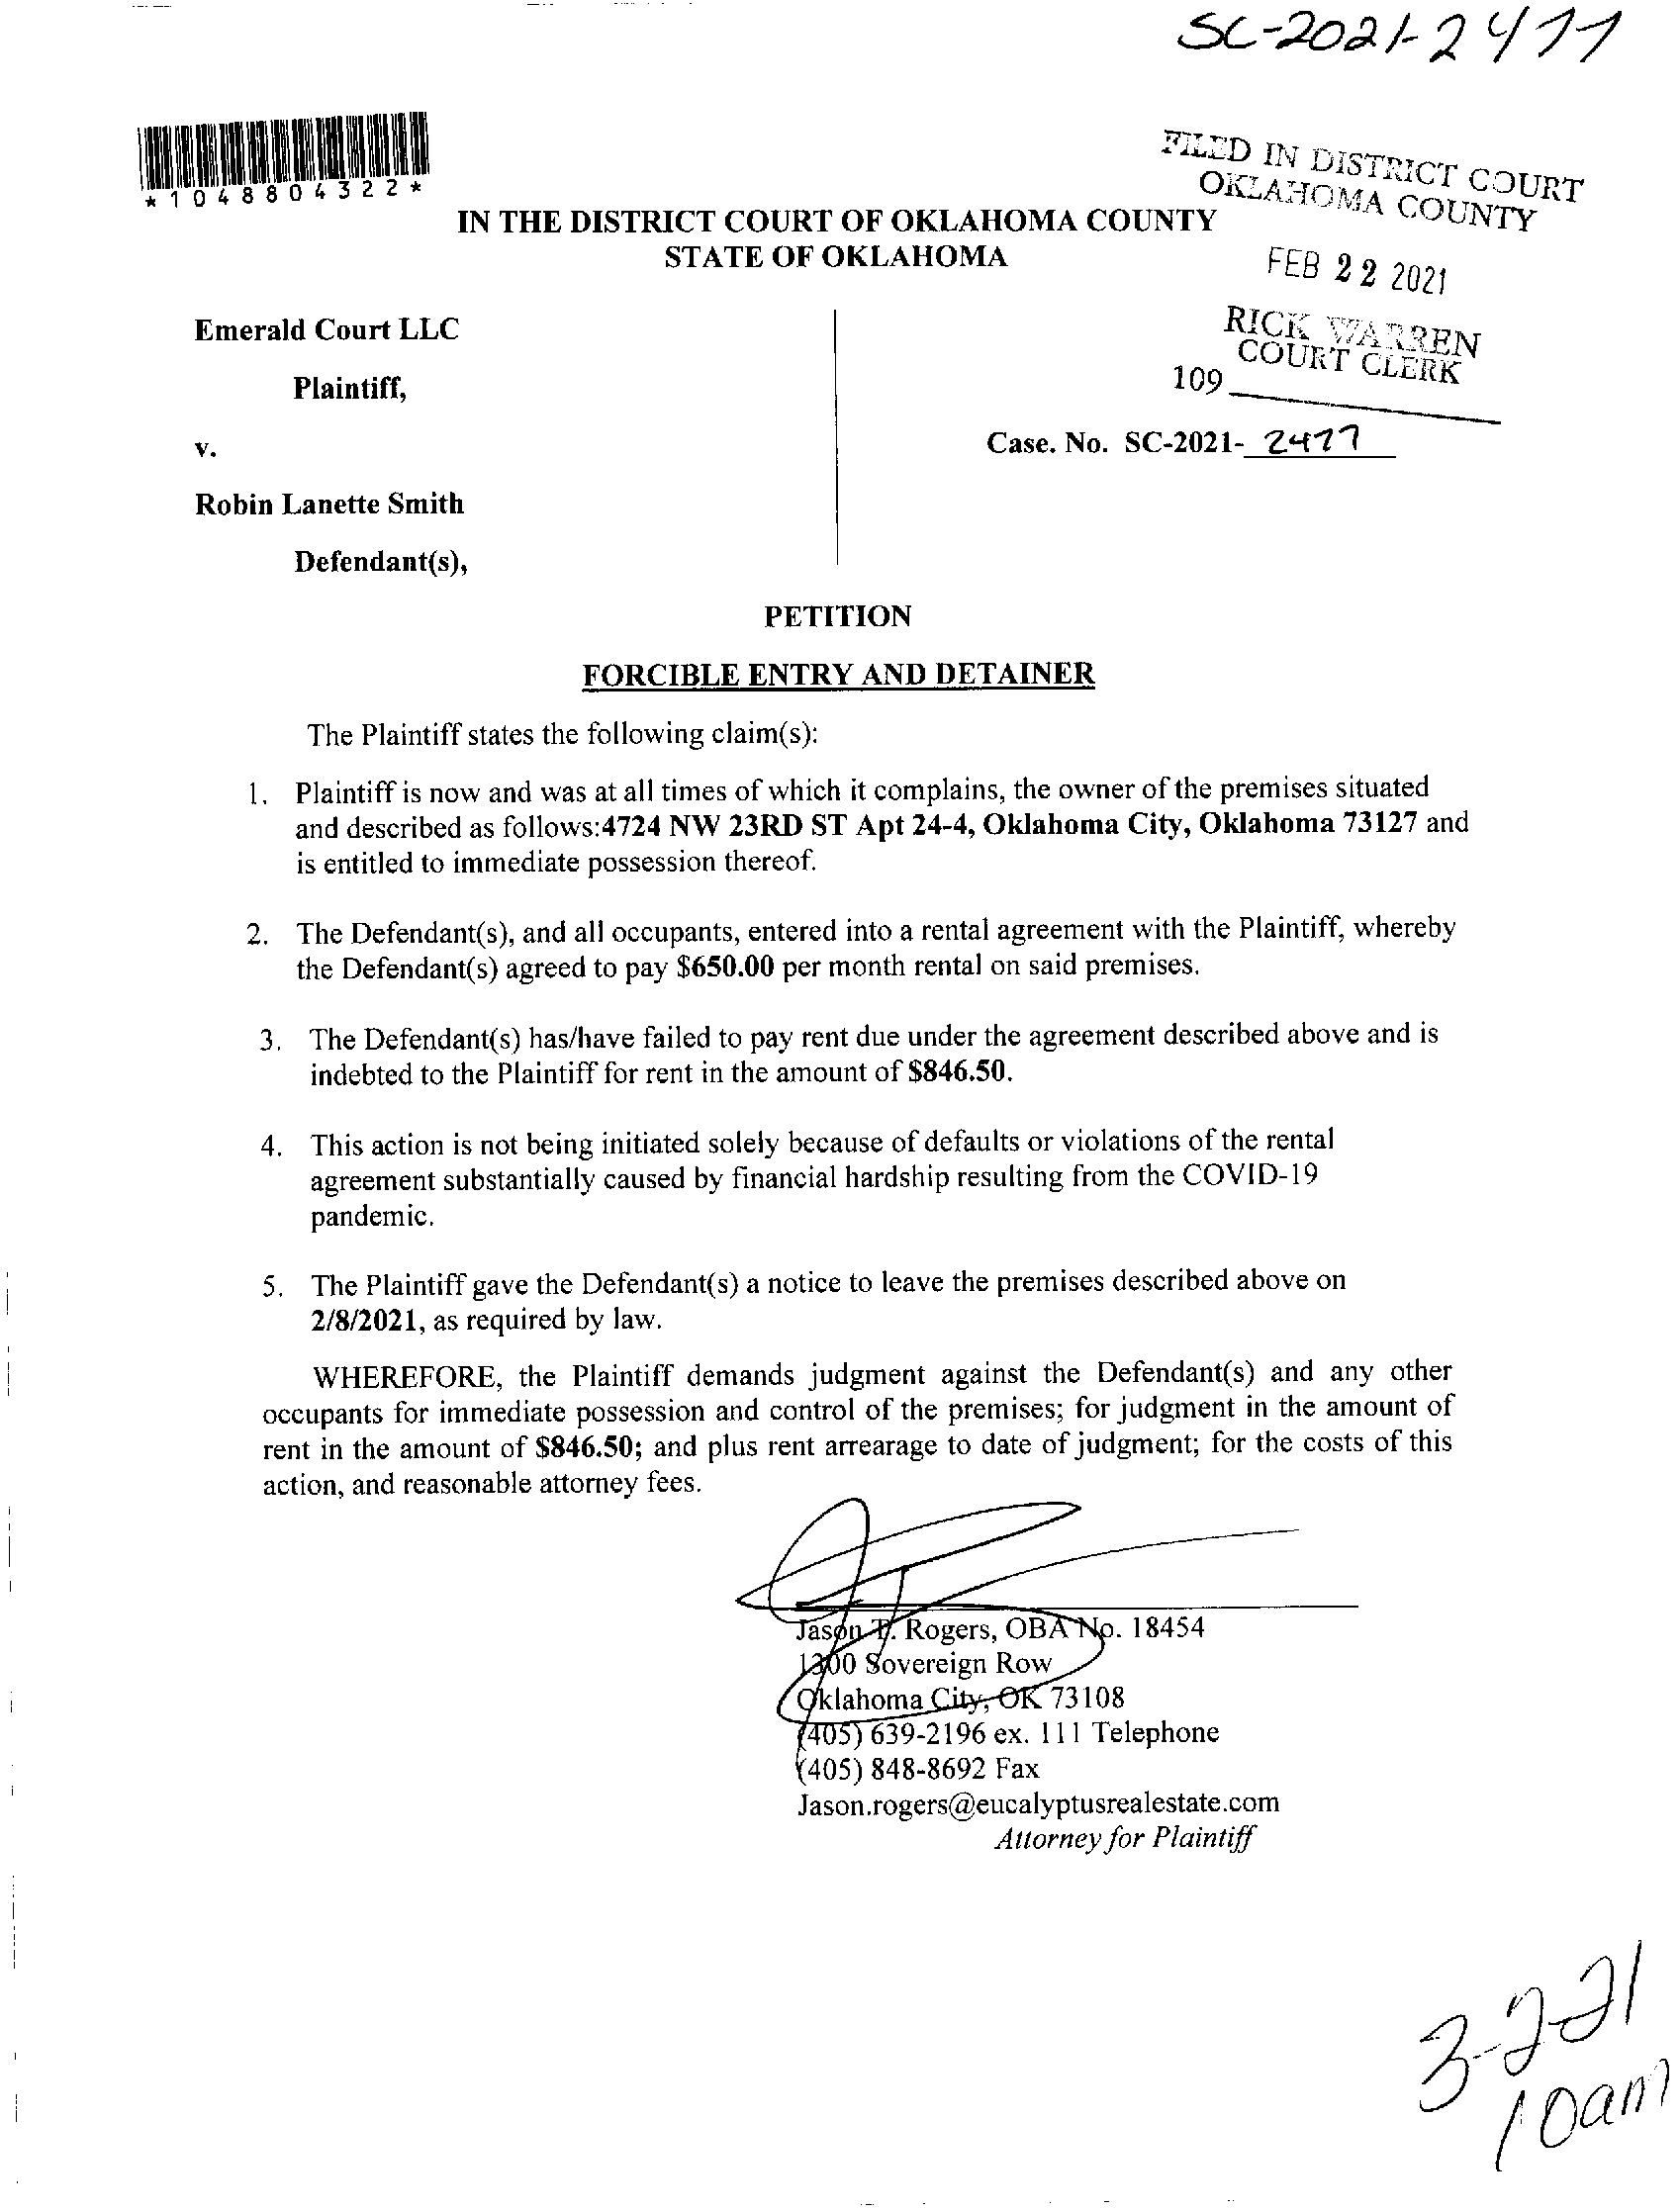 SC-2021-2477
*1048804322*
FILED IN DISTRICT COURT
OKLAHOMA COUNTY
IN THE DISTRICT COURT OF OKLAHOMA COUNTY
STATE OF OKLAHOMA
FEB 22 2021
RICK WARREN
COURT CLERK
109
Emerald Court LLC
Plaintiff,
v.
Case. No. SC-2021- 2477
Robin Lanette Smith
Defendant(s),
PETITION
FORCIBLE ENTRY AND DETAINER
The Plaintiff states the following claim(s):
1. Plaintiff is now and was at all times of which it complains, the owner of the premises situated
and described as follows:4724 NW 23RD ST Apt 24-4, Oklahoma City, Oklahoma 73127 and
is entitled to immediate possession thereof.
2. The Defendant(s), and all occupants, entered into a rental agreement with the Plaintiff, whereby
the Defendant(s) agreed to pay $650.00 per month rental on said premises.
3. The Defendant(s) has/have failed to pay rent due under the agreement described above and is
indebted to the Plaintiff for rent in the amount of $846.50.
4. This action is not being initiated solely because of defaults or violations of the rental
agreement substantially caused by financial hardship resulting from the COVID-19
pandemic.
5. The Plaintiff gave the Defendant(s) a notice to leave the premises described above on
2/8/2021, as required by law.
WHEREFORE, the Plaintiff demands judgment against the Defendant(s) and any other
occupants for immediate possession and control of the premises; for judgment in the amount of
rent in the amount of $846.50; and plus rent arrearage to date of judgment; for the costs of this
action, and reasonable attorney fees.
Jason T. Rogers, OBA No. 18454
1300 Sovereign Row
Oklahoma City, OK 73108
(405) 639-2196 ex. 111 Telephone
(405) 848-8692 Fax
Jason.rogers@eucalyptusrealestate.com
Attorney for Plaintiff
3-2-21
10am